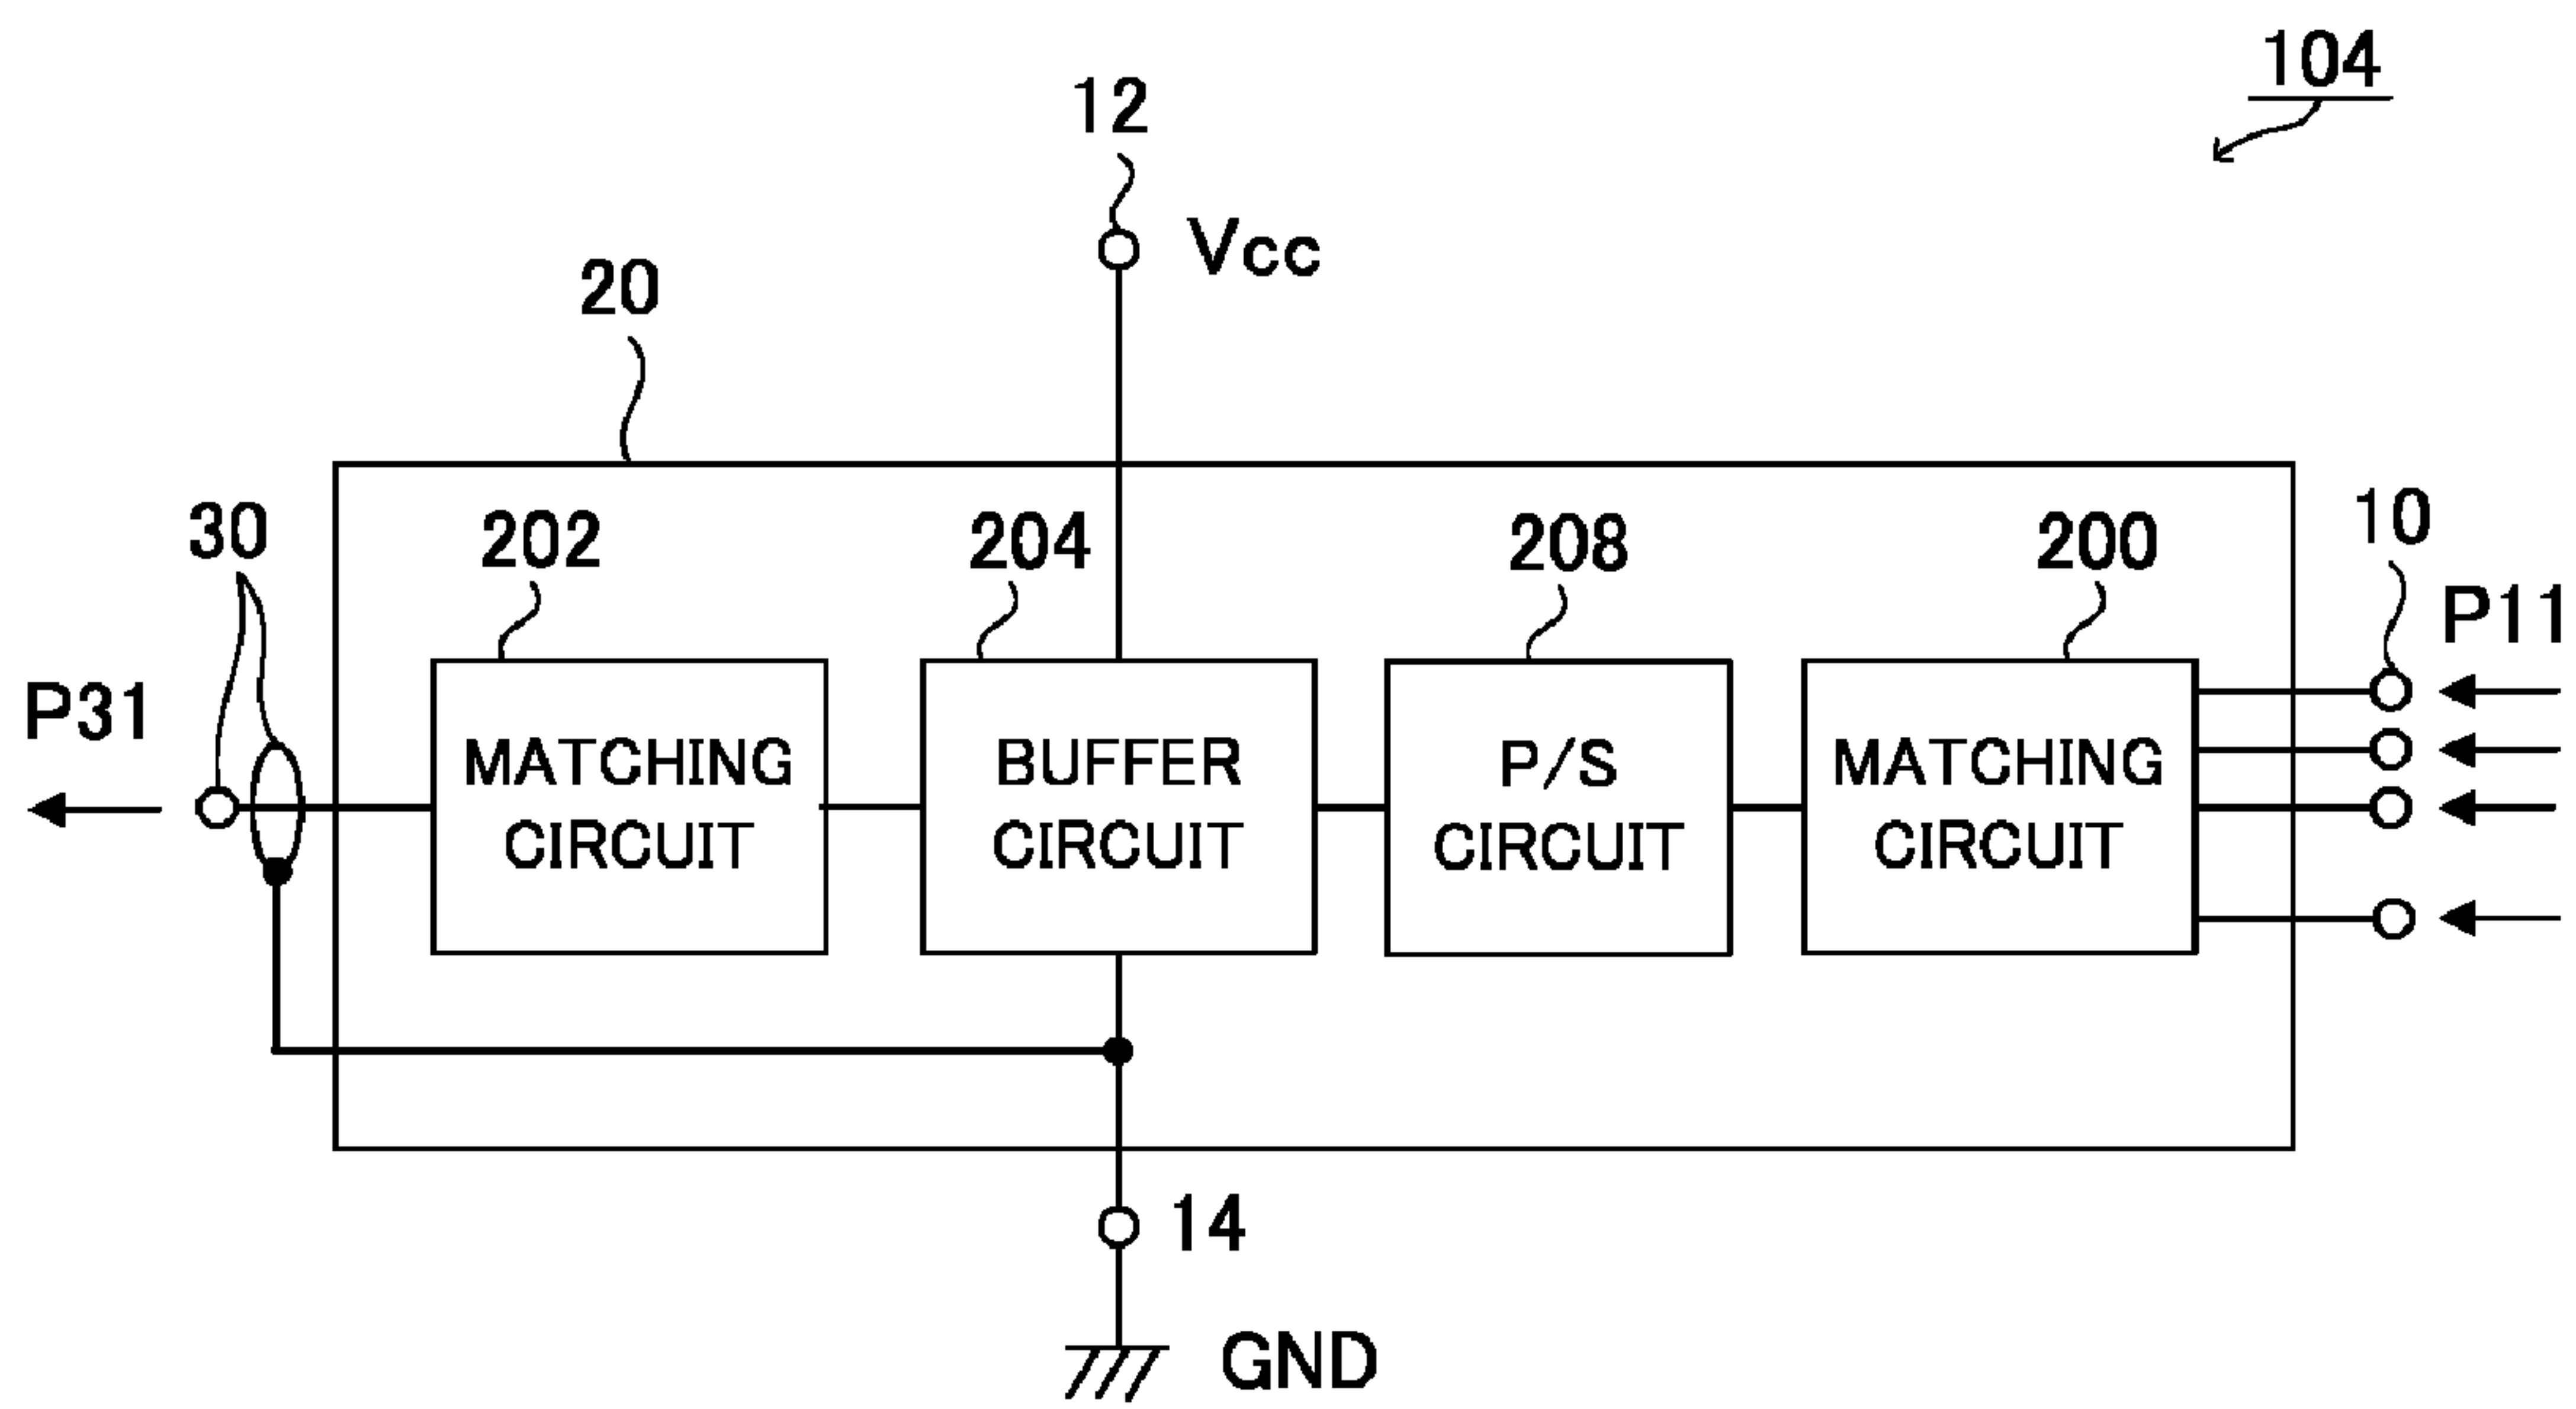 104
12
Vcc
20
30
202
204
208
200
10
P11
P31
MATCHING
CIRCUIT
BUFFER
CIRCUIT
P/S
CIRCUIT
MATCHING
CIRCUIT
14
GND